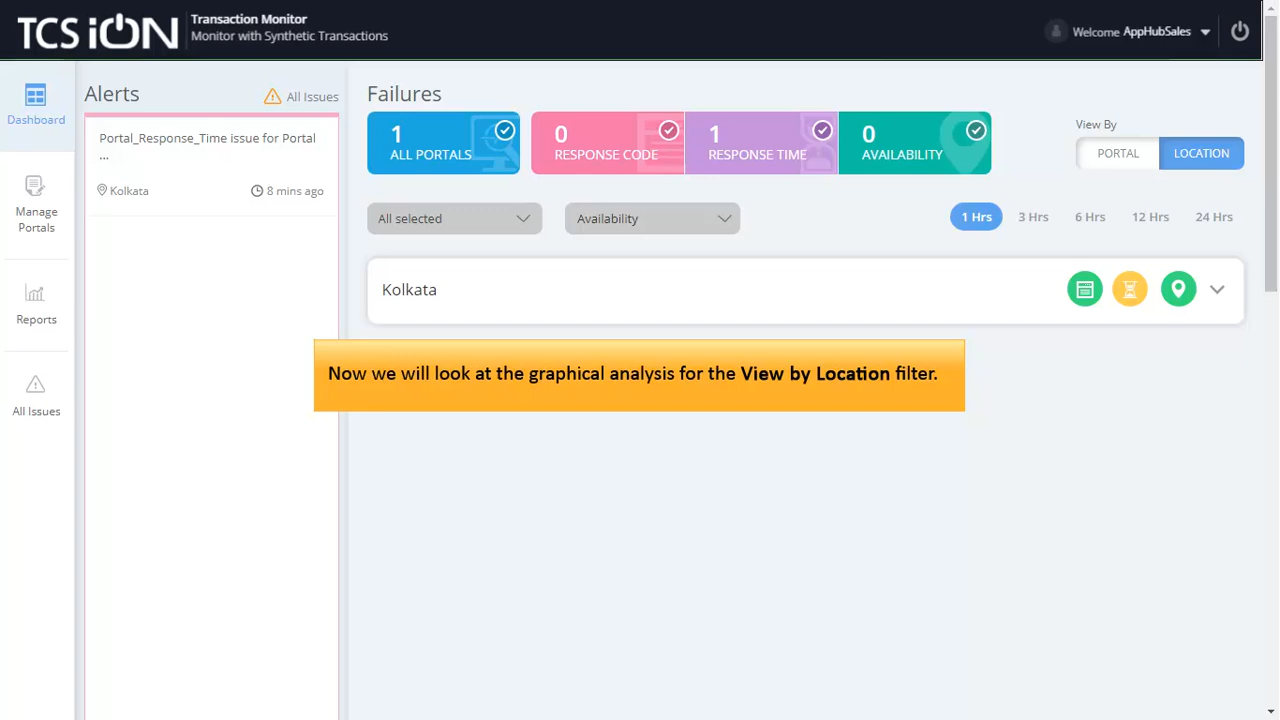 TCS iON
Transaction Monitor
Monitor with Synthetic Transactions
Welcome AppHubSales
Dashboard
Manage
Portals
Reports
All Issues
Alerts
All Issues
Portal_Response_Time issue for Portal
...
Kolkata
8 mins ago
Failures
1
ALL PORTALS
0
RESPONSE CODE
1
RESPONSE TIME
0
AVAILABILITY
View By
PORTAL
LOCATION
All selected
Availability
1 Hrs
3 Hrs
6 Hrs
12 Hrs
24 Hrs
Kolkata
Now we will look at the graphical analysis for the View by Location filter.